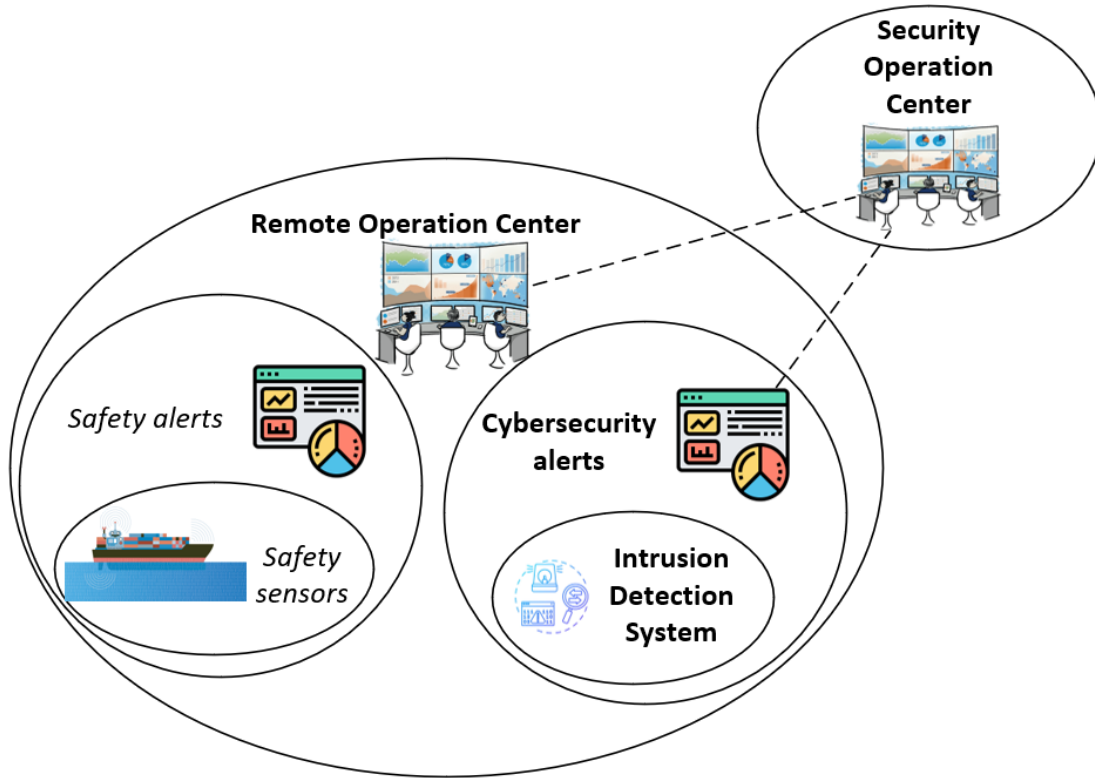 Security
Operation
Center
Remote Operation Center
Safety alerts
Cybersecurity
alerts
Safety
sensors
Intrusion
Detection
System